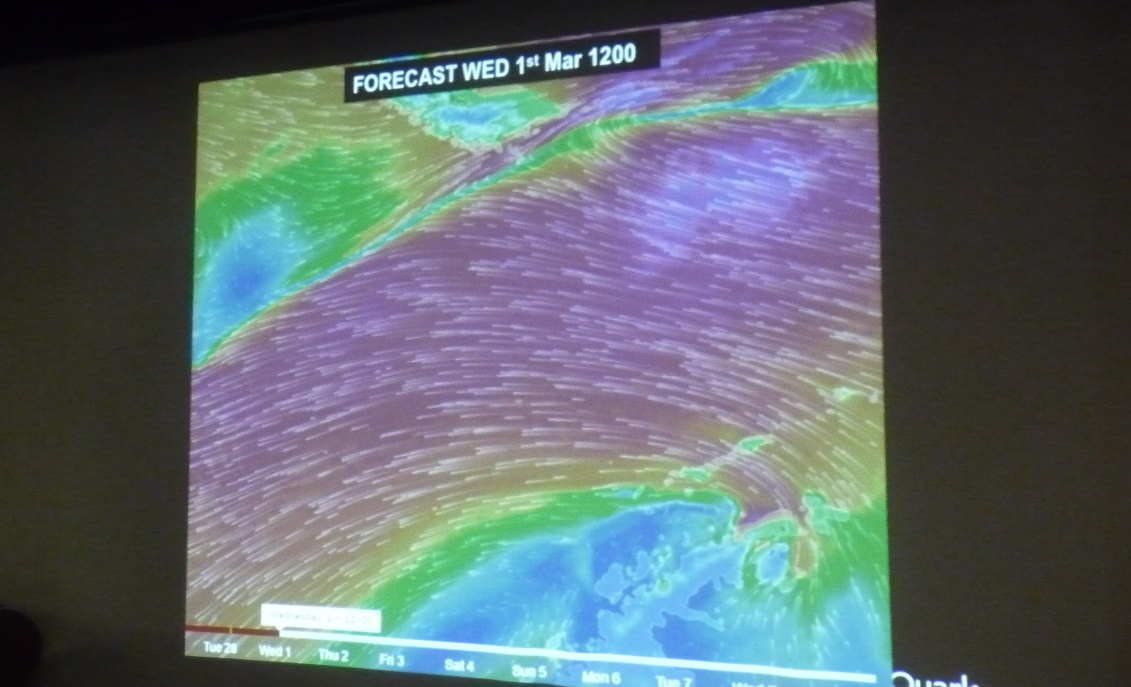 FORECAST WED 1st Mar 1200
Tue 28 Wed 1 Thu 2 Fri 3 Sat 4 Sun 5 Mon 6 Tue 7